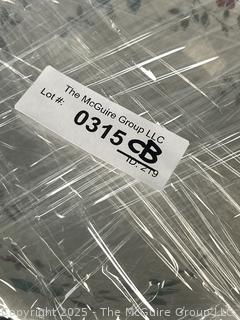 The McGuire Group LLC
Lot #:
0315 CB
ID: 219
Copyright 2025 - The McGuire Group LLC